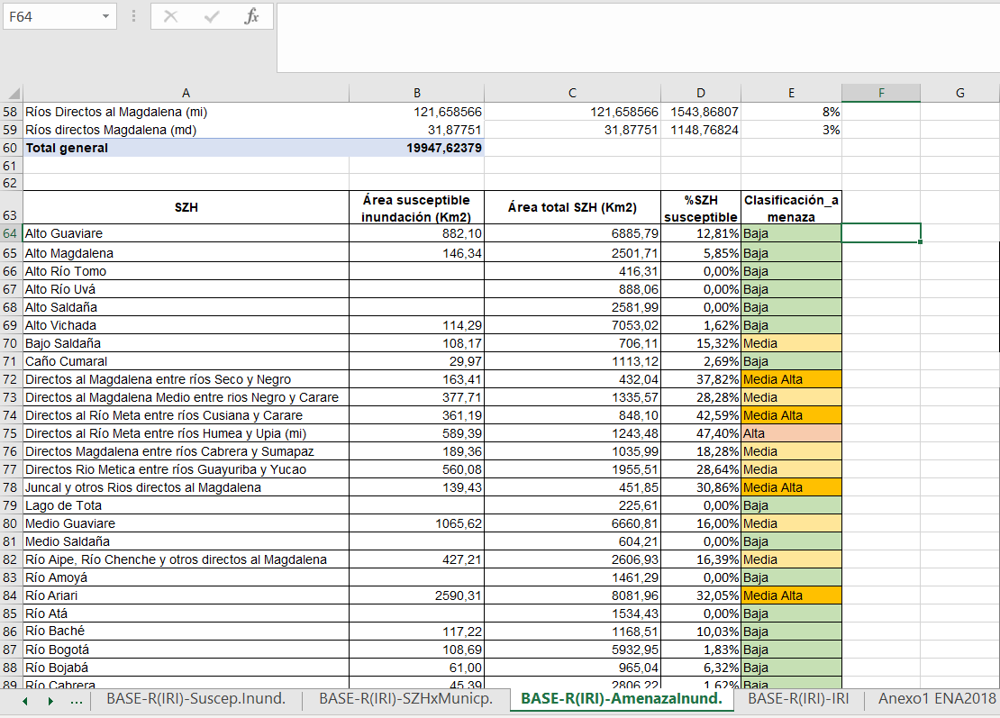 F64
fx
A B C D E F G
58 Ríos Directos al Magdalena (mi) 121,658566 121,658566 1543,86807 8%
59 Ríos directos Magdalena (md) 31,87751 31,87751 1148,76824 3%
60 Total general 19947,62379
61
62
63 SZH Área susceptible inundación (Km2) Área total SZH (Km2) %SZH susceptible Clasificación_amenaza
64 Alto Guaviare 882,10 6885,79 12,81% Baja
65 Alto Magdalena 146,34 2501,71 5,85% Baja
66 Alto Río Tomo 416,31 0,00% Baja
67 Alto Río Uvá 888,06 0,00% Baja
68 Alto Saldaña 2581,99 0,00% Baja
69 Alto Vichada 114,29 7053,02 1,62% Baja
70 Bajo Saldaña 108,17 706,11 15,32% Media
71 Caño Cumaral 29,97 1113,12 2,69% Baja
72 Directos al Magdalena entre ríos Seco y Negro 163,41 432,04 37,82% Media Alta
73 Directos al Magdalena Medio entre rios Negro y Carare 377,71 1335,57 28,28% Media
74 Directos al Río Meta entre ríos Cusiana y Carare 361,19 848,10 42,59% Media Alta
75 Directos al Río Meta entre ríos Humea y Upia (mi) 589,39 1243,48 47,40% Alta
76 Directos Magdalena entre ríos Cabrera y Sumapaz 189,36 1035,99 18,28% Media
77 Directos Rio Metica entre ríos Guayuriba y Yucao 560,08 1955,51 28,64% Media
78 Juncal y otros Rios directos al Magdalena 139,43 451,85 30,86% Media Alta
79 Lago de Tota 225,61 0,00% Baja
80 Medio Guaviare 1065,62 6660,81 16,00% Media
81 Medio Saldaña 604,21 0,00% Baja
82 Río Aipe, Río Chenche y otros directos al Magdalena 427,21 2606,93 16,39% Media
83 Río Amoyá 1461,29 0,00% Baja
84 Río Ariari 2590,31 8081,96 32,05% Media Alta
85 Río Atá 1534,43 0,00% Baja
86 Río Baché 117,22 1168,51 10,03% Baja
87 Río Bogotá 108,69 5932,95 1,83% Baja
88 Río Bojabá 61,00 965,04 6,32% Baja
89 Río Cabrera 45,39 2806,22 1,62% Baja
... BASE-R(IRI)-Suscep.Inund. BASE-R(IRI)-SZHxMunicp. BASE-R(IRI)-AmenazaInund. BASE-R(IRI)-IRI Anexo1 ENA2018